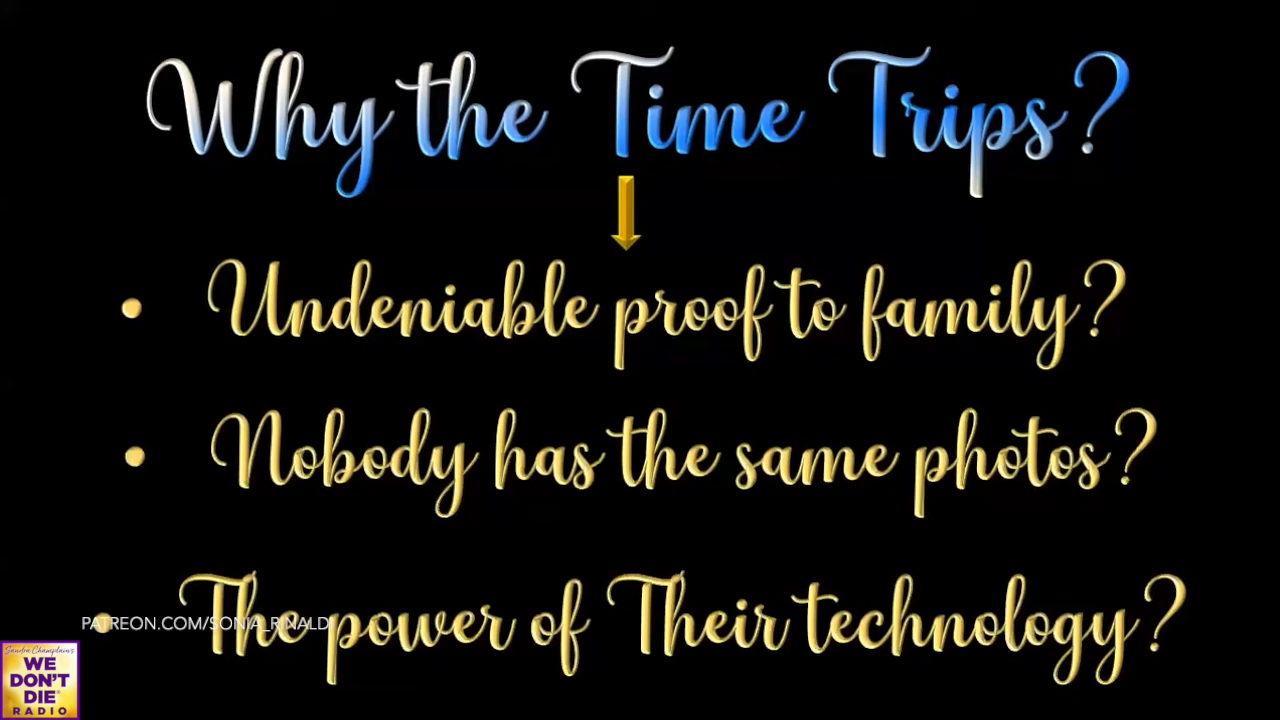 Why the Time Trips?
• Undeniable proof to family?
• Nobody has the same photos?
• The power of Their technology?
PATREON.COM/SONIA_RINALDI
Sandra Champlain's
WE
DON'T
DIE®
RADIO